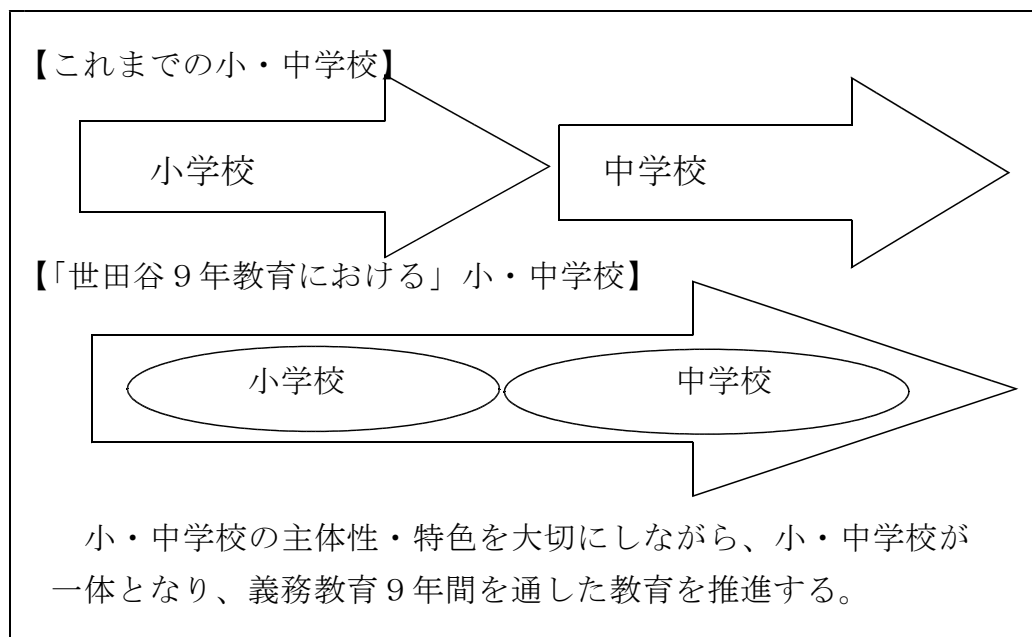 【これまでの小・中学校】
小学校
中学校
【「世田谷９年教育における」小・中学校】
小学校
中学校
小・中学校の主体性・特色を大切にしながら、小・中学校が
一体となり、義務教育９年間を通した教育を推進する。